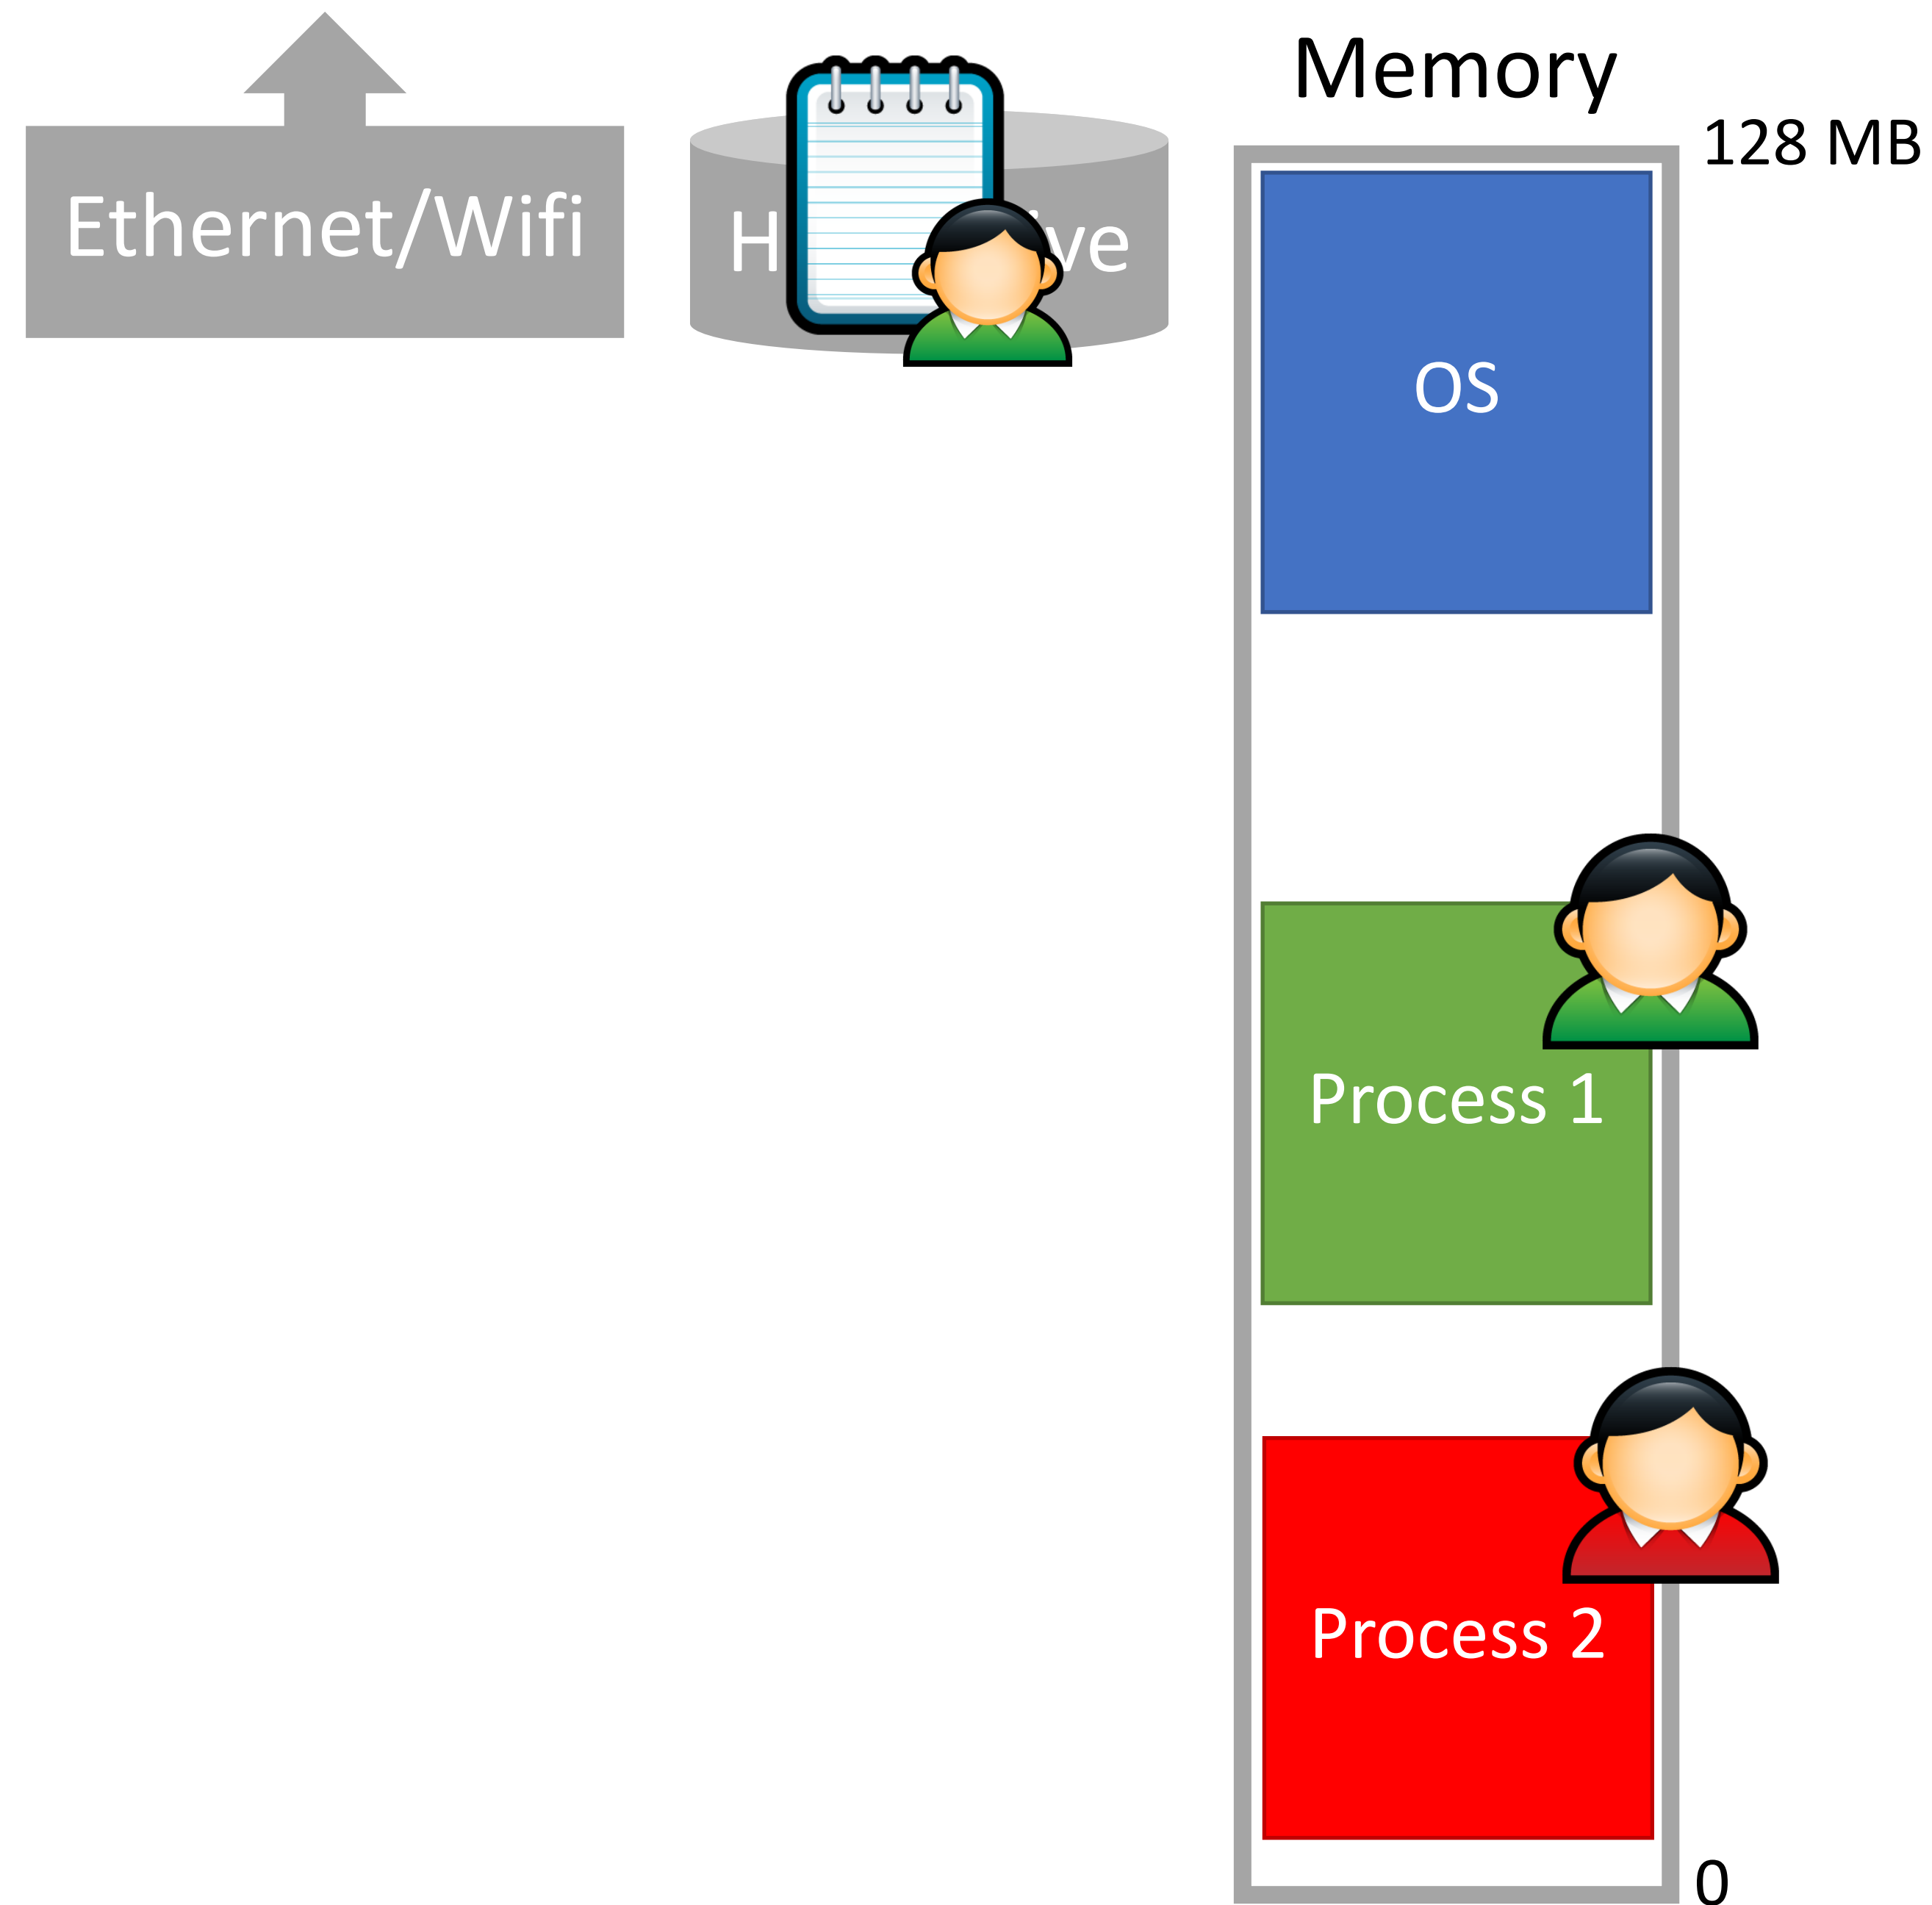 Memory
128 MB
Ethernet/Wifi
OS
Process 1
Process 2
0